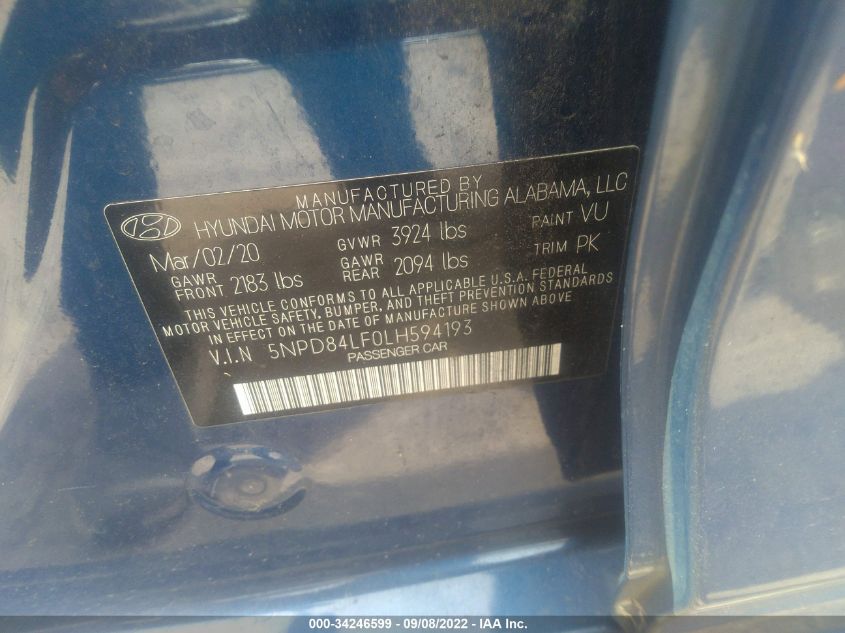 MANUFACTURED BY
HYUNDAI MOTOR MANUFACTURING ALABAMA, LLC
Mar/02/20 GVWR 3924 lbs PAINT VU
GAWR FRONT 2183 lbs GAWR REAR 2094 lbs TRIM PK
THIS VEHICLE CONFORMS TO ALL APPLICABLE U.S.A. FEDERAL
MOTOR VEHICLE SAFETY, BUMPER, AND THEFT PREVENTION STANDARDS
IN EFFECT ON THE DATE OF MANUFACTURE SHOWN ABOVE
V.I.N 5NPD84LF0LH594193
PASSENGER CAR
000-34246599 - 09/08/2022 - IAA Inc.